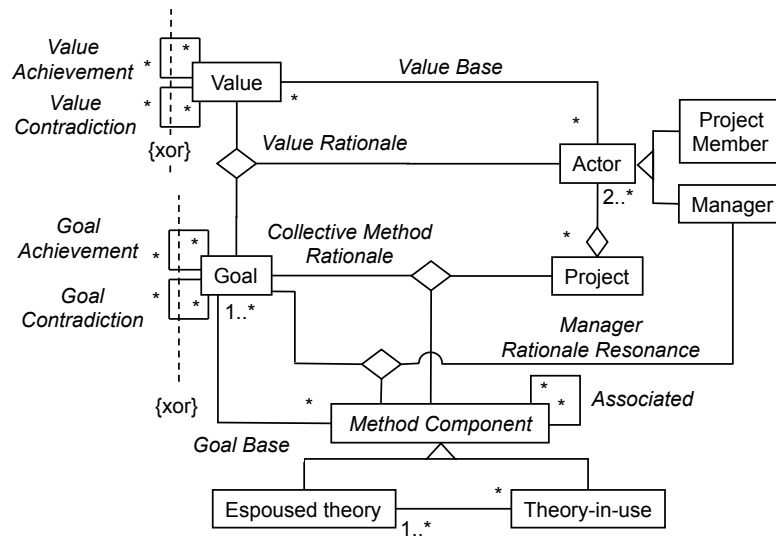 Value
Achievement
*
*
Value
Value Base
*
*
Value
Contradiction
*
*
{xor}
Value Rationale
Actor
2..*
Project
Member
Manager
Goal
Achievement
*
*
Goal
1..*
Collective Method
Rationale
*
Project
Goal
Contradiction
*
*
{xor}
Manager
Rationale Resonance
*
Goal Base
Method Component
*
*
Associated
Espoused theory
1..*
*
Theory-in-use